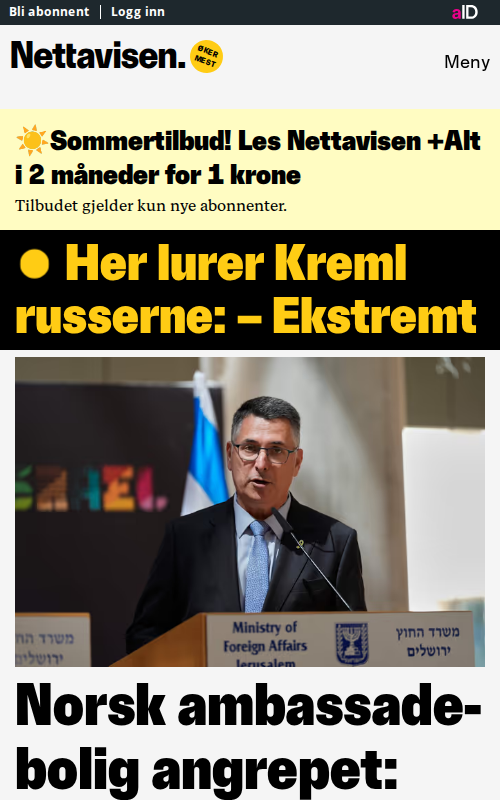 Bli abonnent | Logg inn
aID
Nettavisen.
ØKER
MEST
Meny
☀️Sommertilbud! Les Nettavisen +Alt
i 2 måneder for 1 krone
Tilbudet gjelder kun nye abonnenter.
Her lurer Kreml
russerne: – Ekstremt
ISRAEL
משרד החוץ
ירושלים
Ministry of
Foreign Affairs
Jerusalem
משרד החוץ
ירושלים
Norsk ambassade-
bolig angrepet: